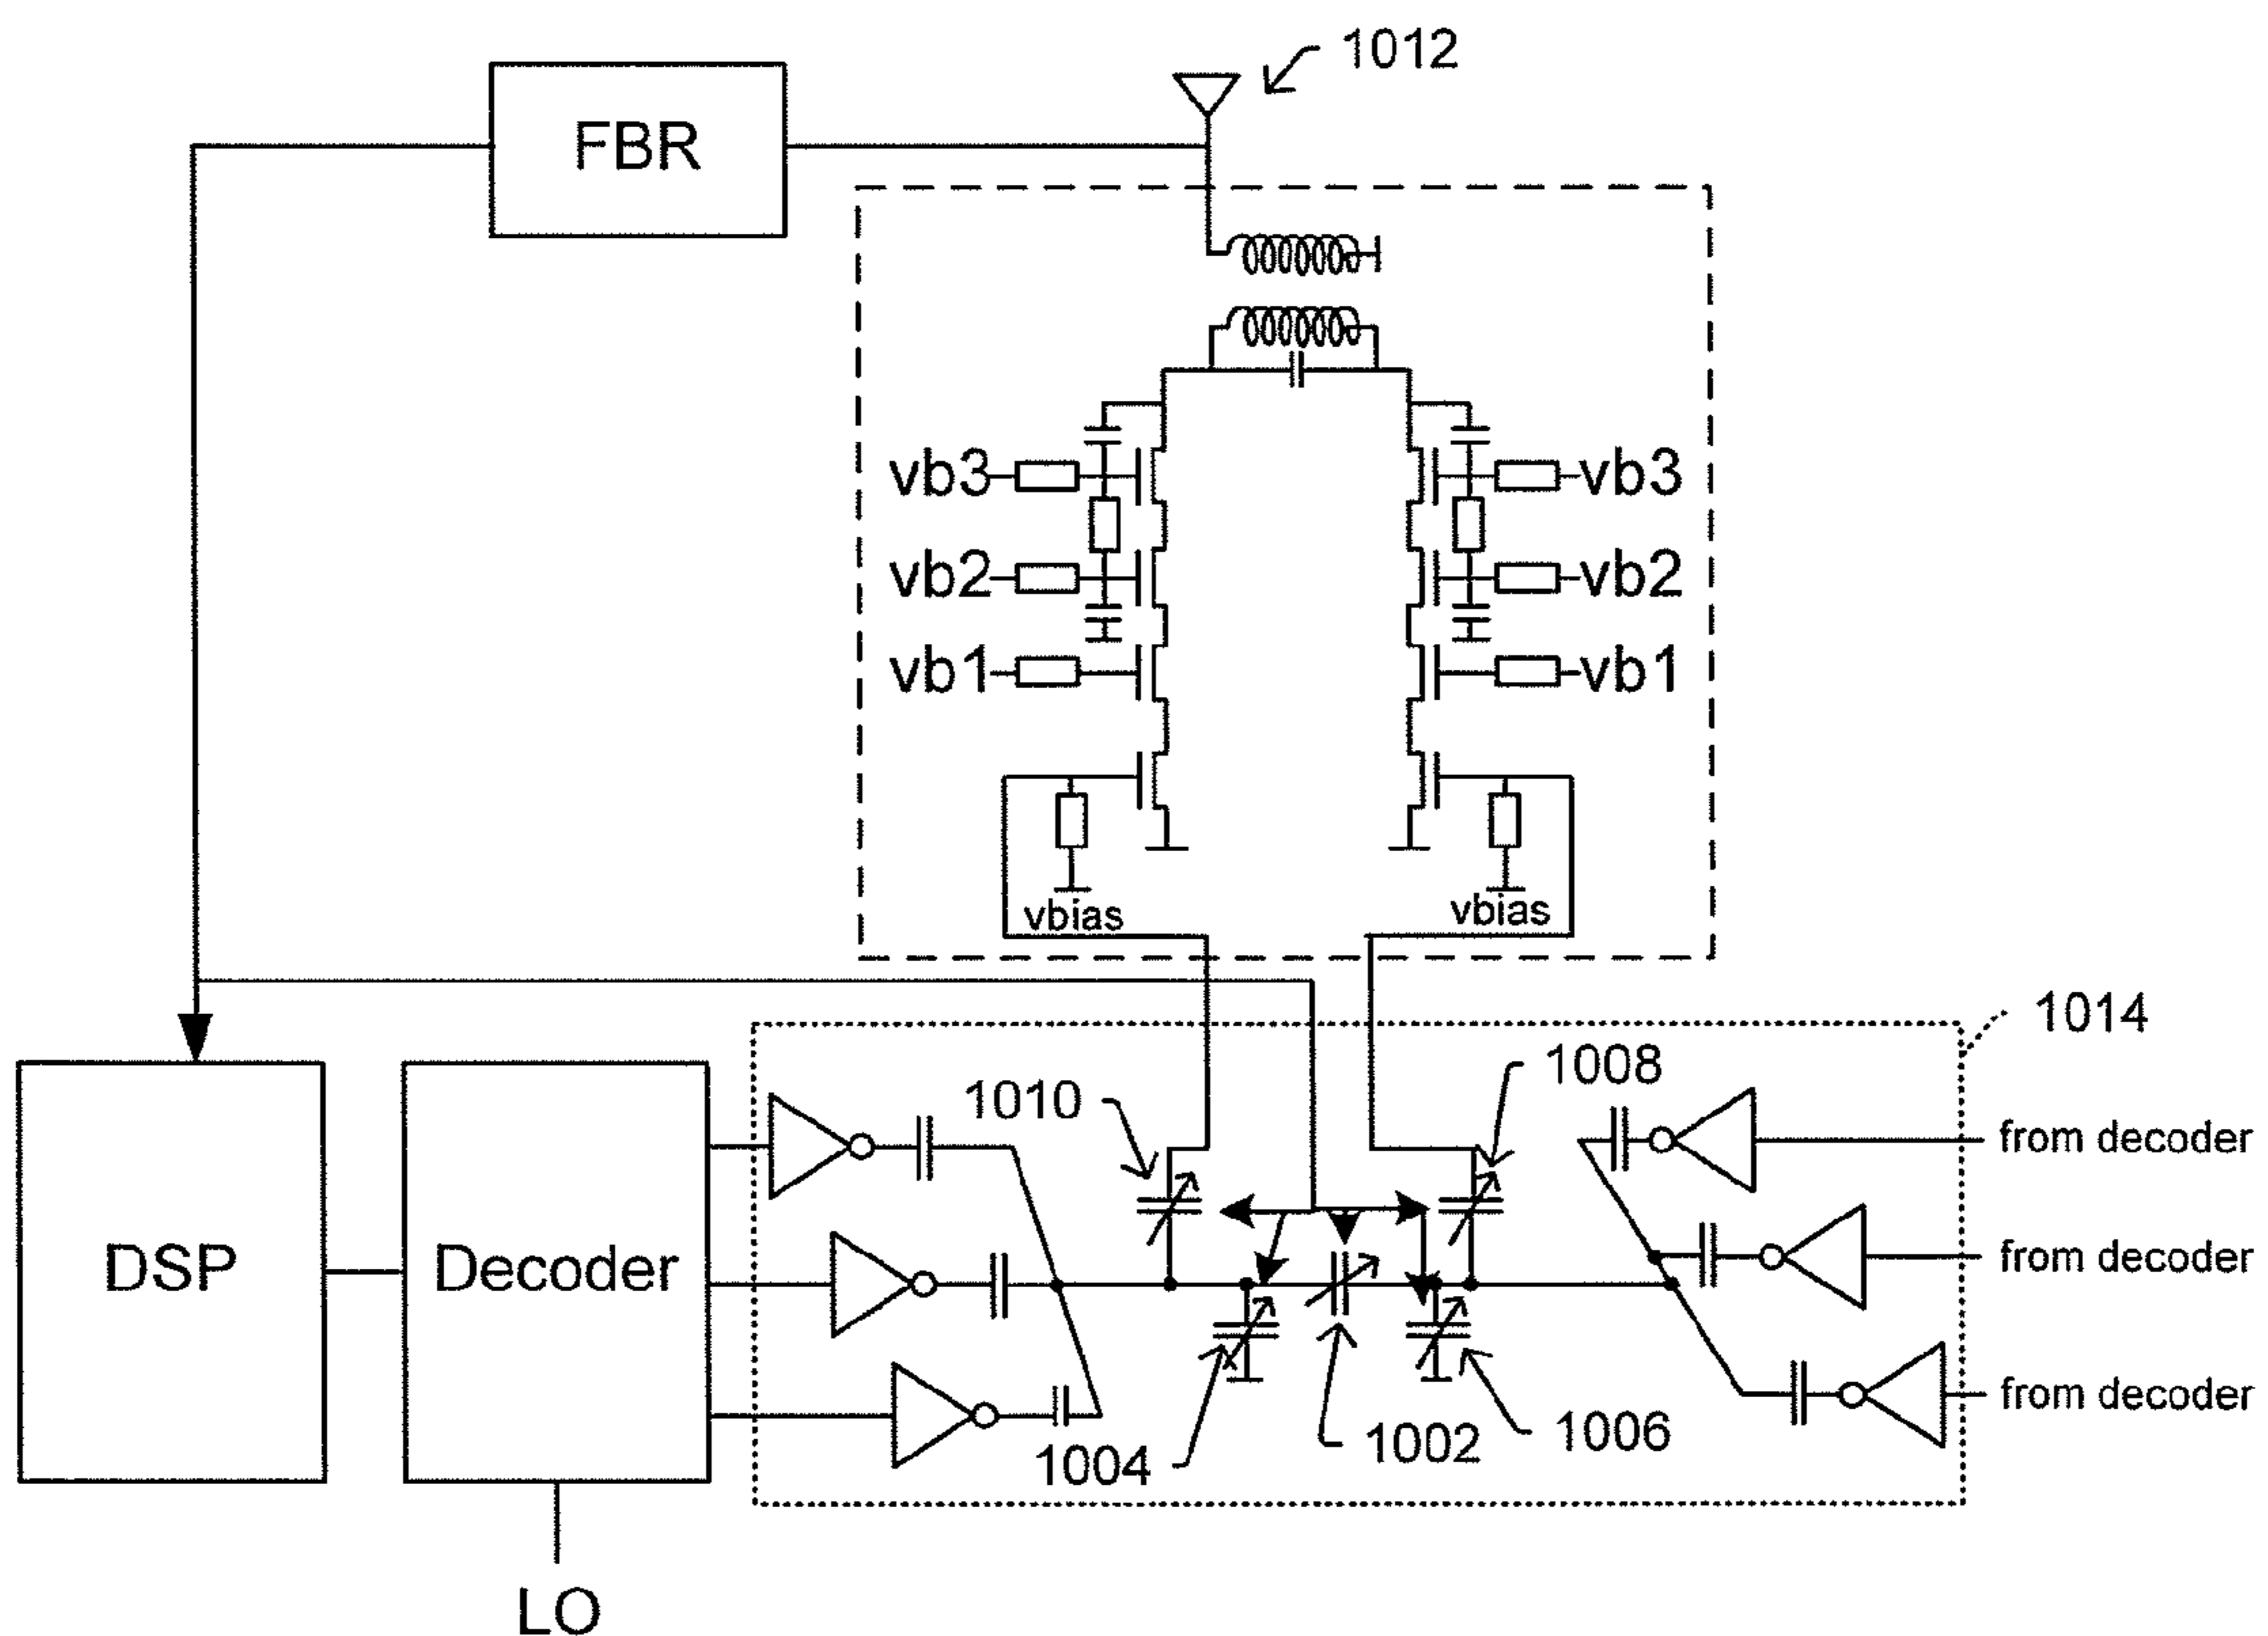 1012
FBR
vb3 vb3
vb2 vb2
vb1 vb1
vbias vbias
1014
1008
1010
from decoder
DSP Decoder from decoder
from decoder
1004 1002 1006
LO